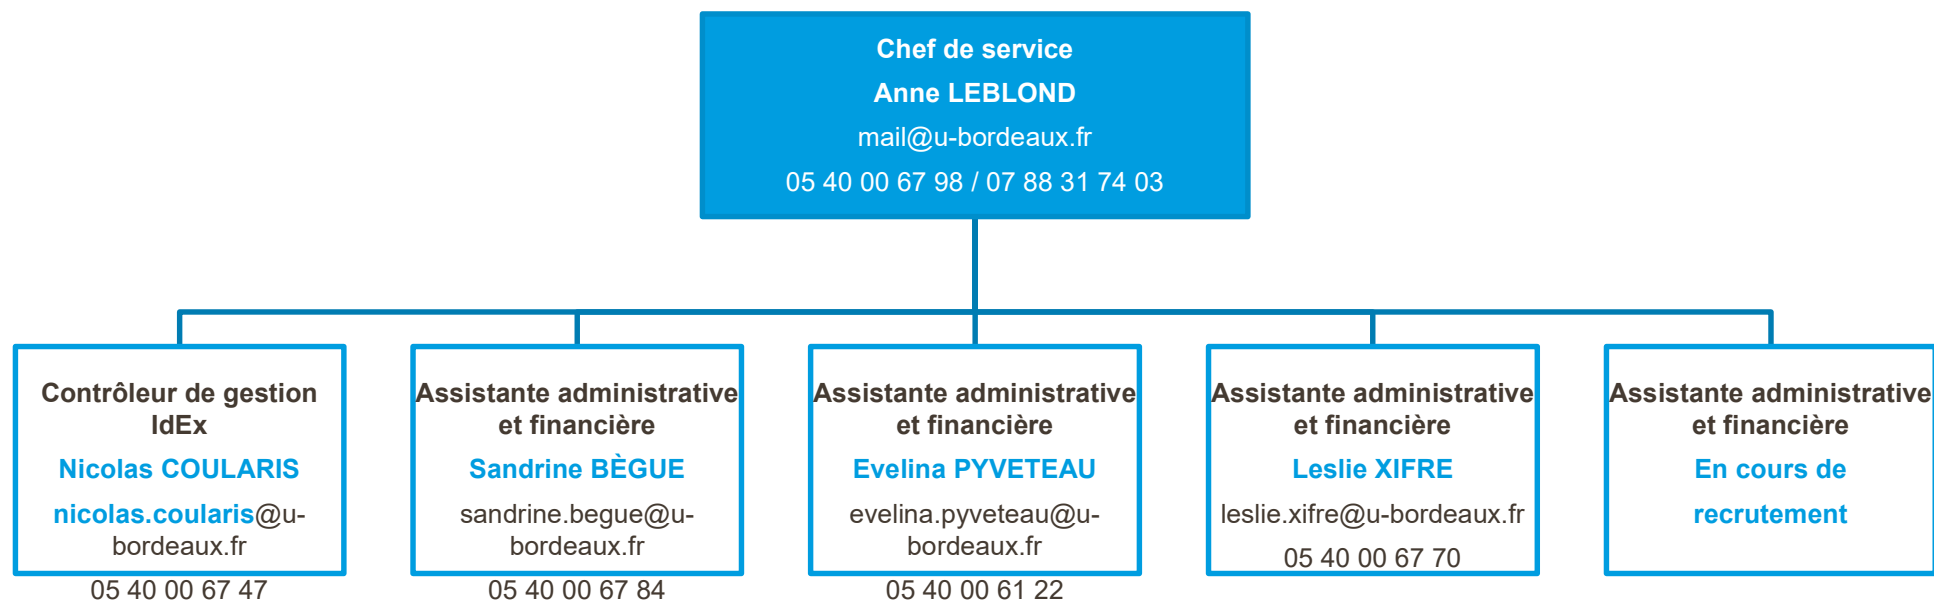 Chef de service
Anne LEBLOND
mail@u-bordeaux.fr
05 40 00 67 98 / 07 88 31 74 03
Contrôleur de gestion
IdEx
Nicolas COULARIS
nicolas.coularis@u-
bordeaux.fr
05 40 00 67 47
Assistante administrative
et financière
Sandrine BÈGUE
sandrine.begue@u-
bordeaux.fr
05 40 00 67 84
Assistante administrative
et financière
Evelina PYVETEAU
evelina.pyveteau@u-
bordeaux.fr
05 40 00 61 22
Assistante administrative
et financière
Leslie XIFRE
leslie.xifre@u-bordeaux.fr
05 40 00 67 70
Assistante administrative
et financière
En cours de
recrutement